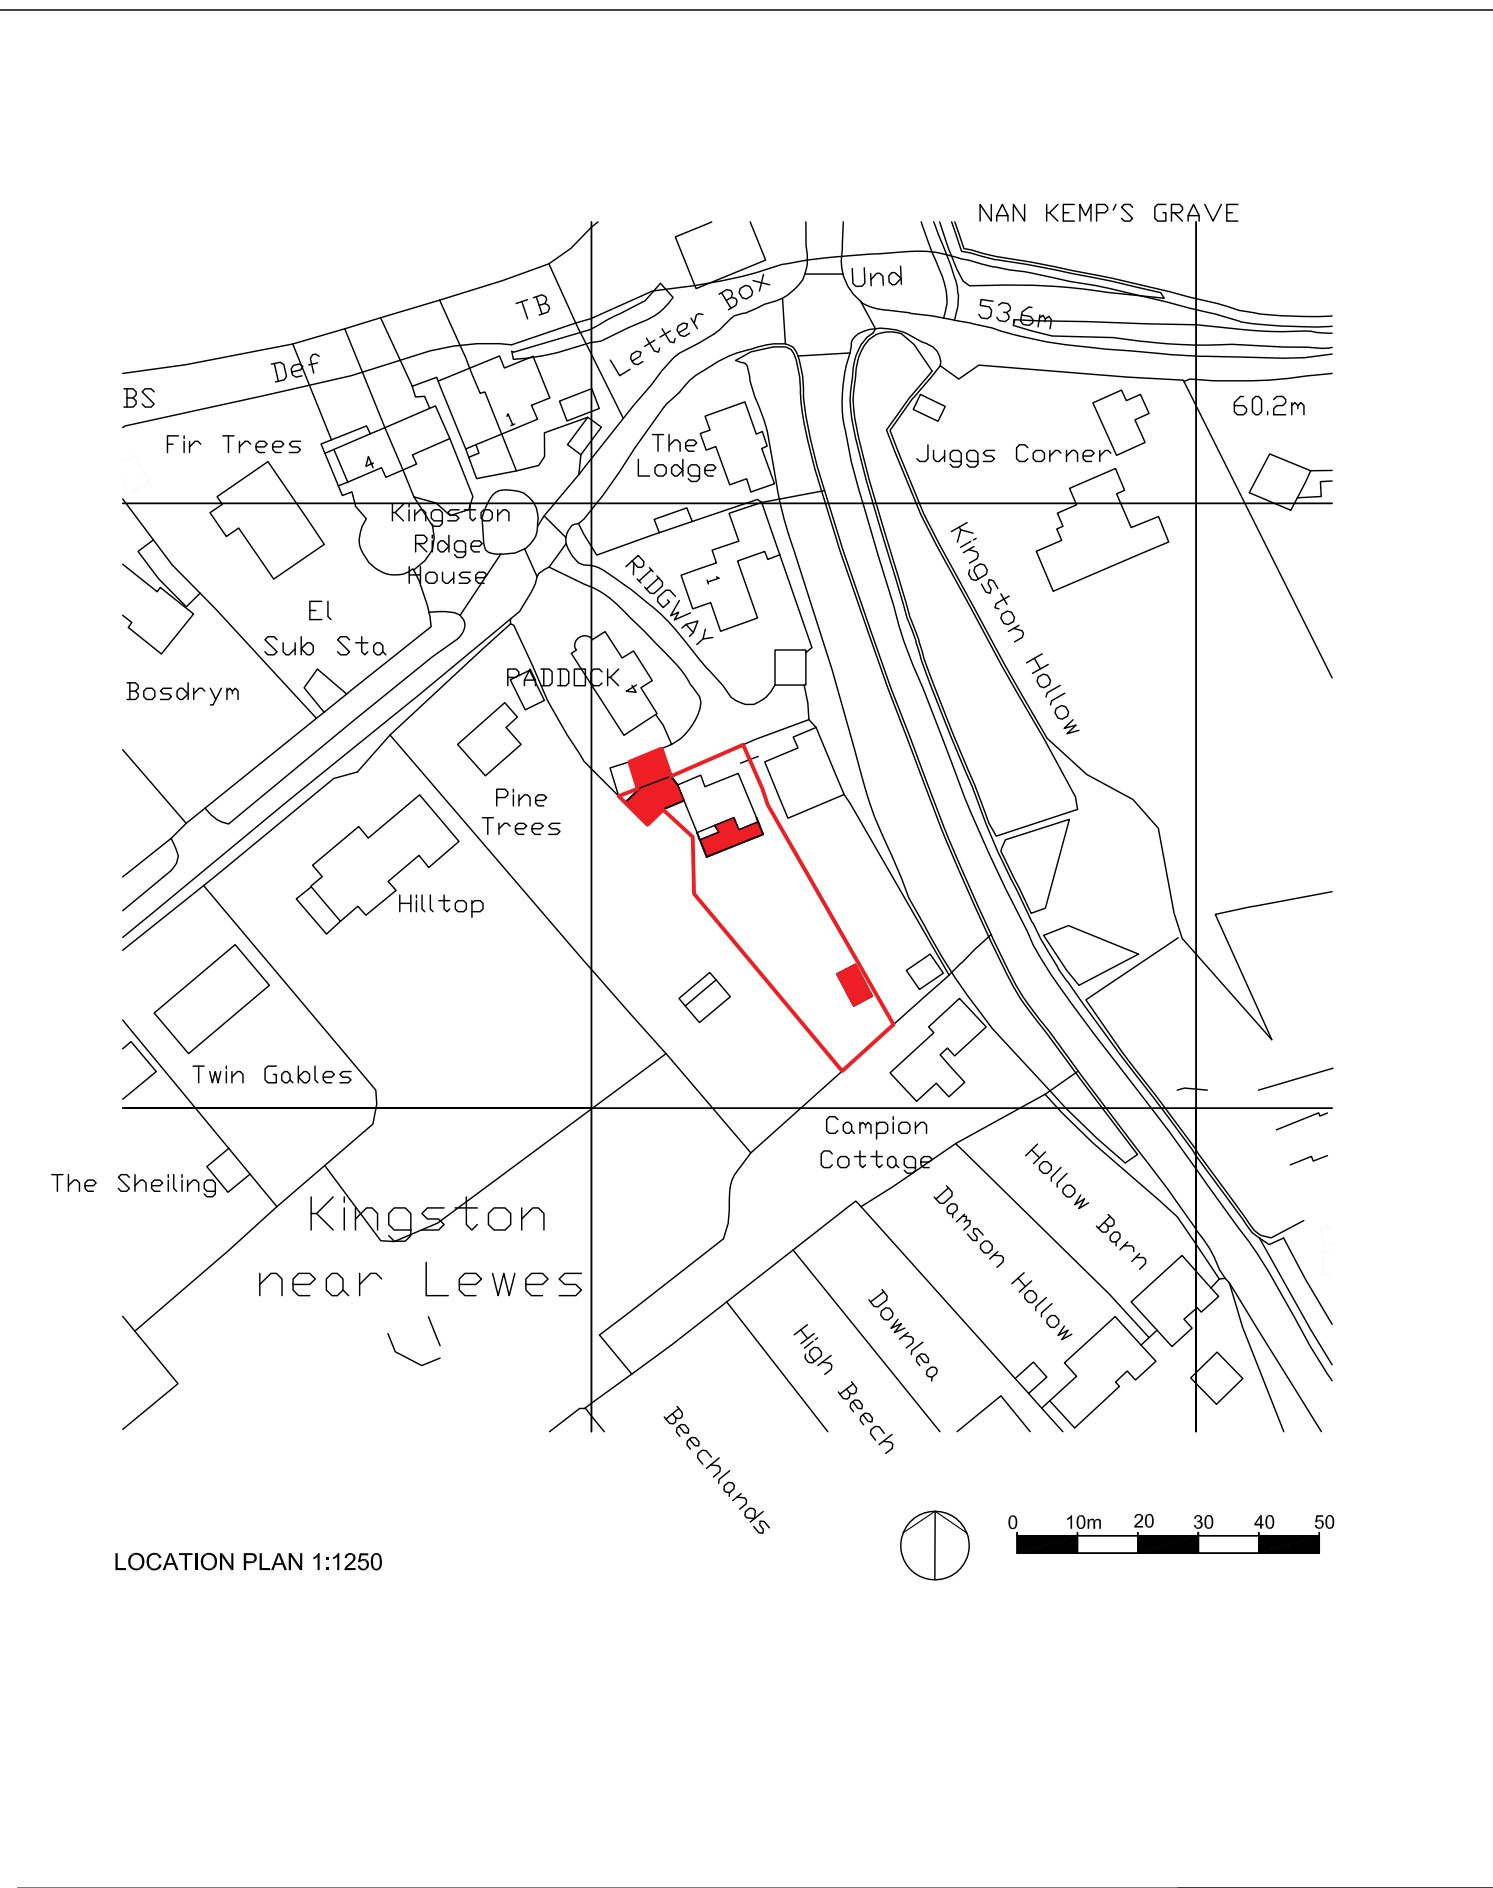 NAN KEMP'S GRAVE
Und
TB
Letter Box
53.6m
Def
BS
60.2m
Fir Trees
1
4
The
Lodge
Juggs Corner
Kingston
Ridge
House
RIDGWAY
1
Kingston Hollow
El
Sub Sta
PADDOCK
4
Bosdrym
Pine
Trees
Hilltop
Twin Gables
Campion
Cottage
The Sheiling
Kingston
near Lewes
Hollow Barn
Damson Hollow
Downlea
High Beech
Beechlands
LOCATION PLAN 1:1250
0 10m 20 30 40 50